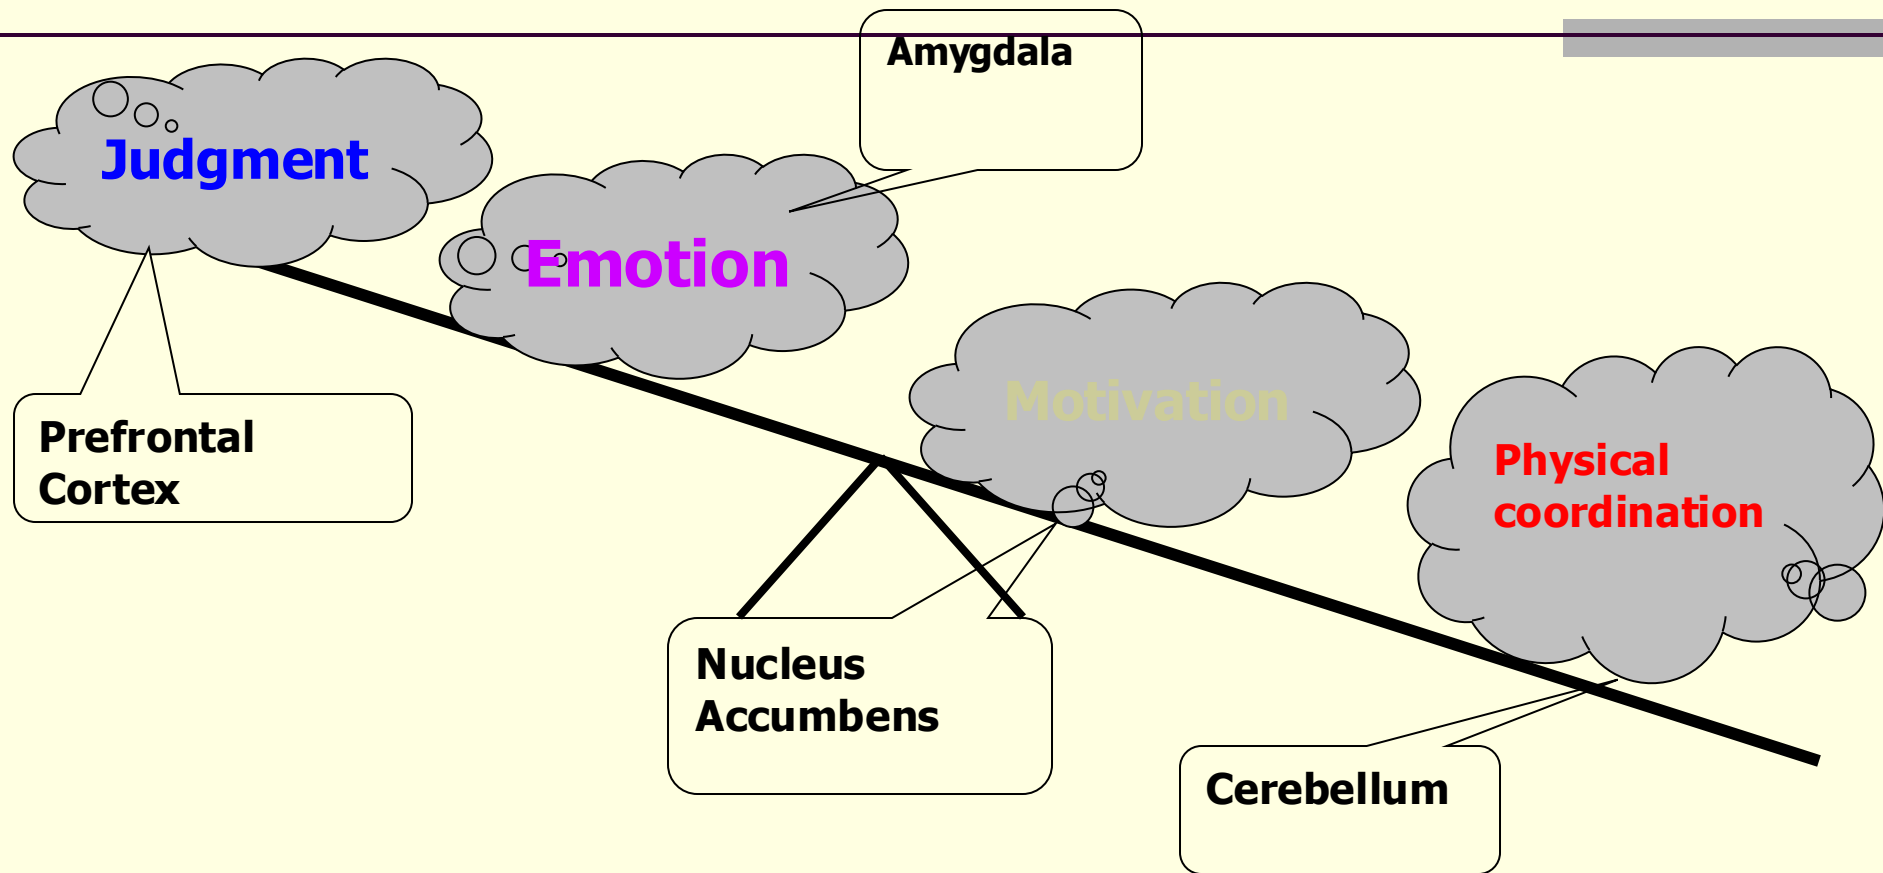 Amygdala
Judgment
Emotion
Motivation
Prefrontal
Cortex
Physical
coordination
Nucleus
Accumbens
Cerebellum